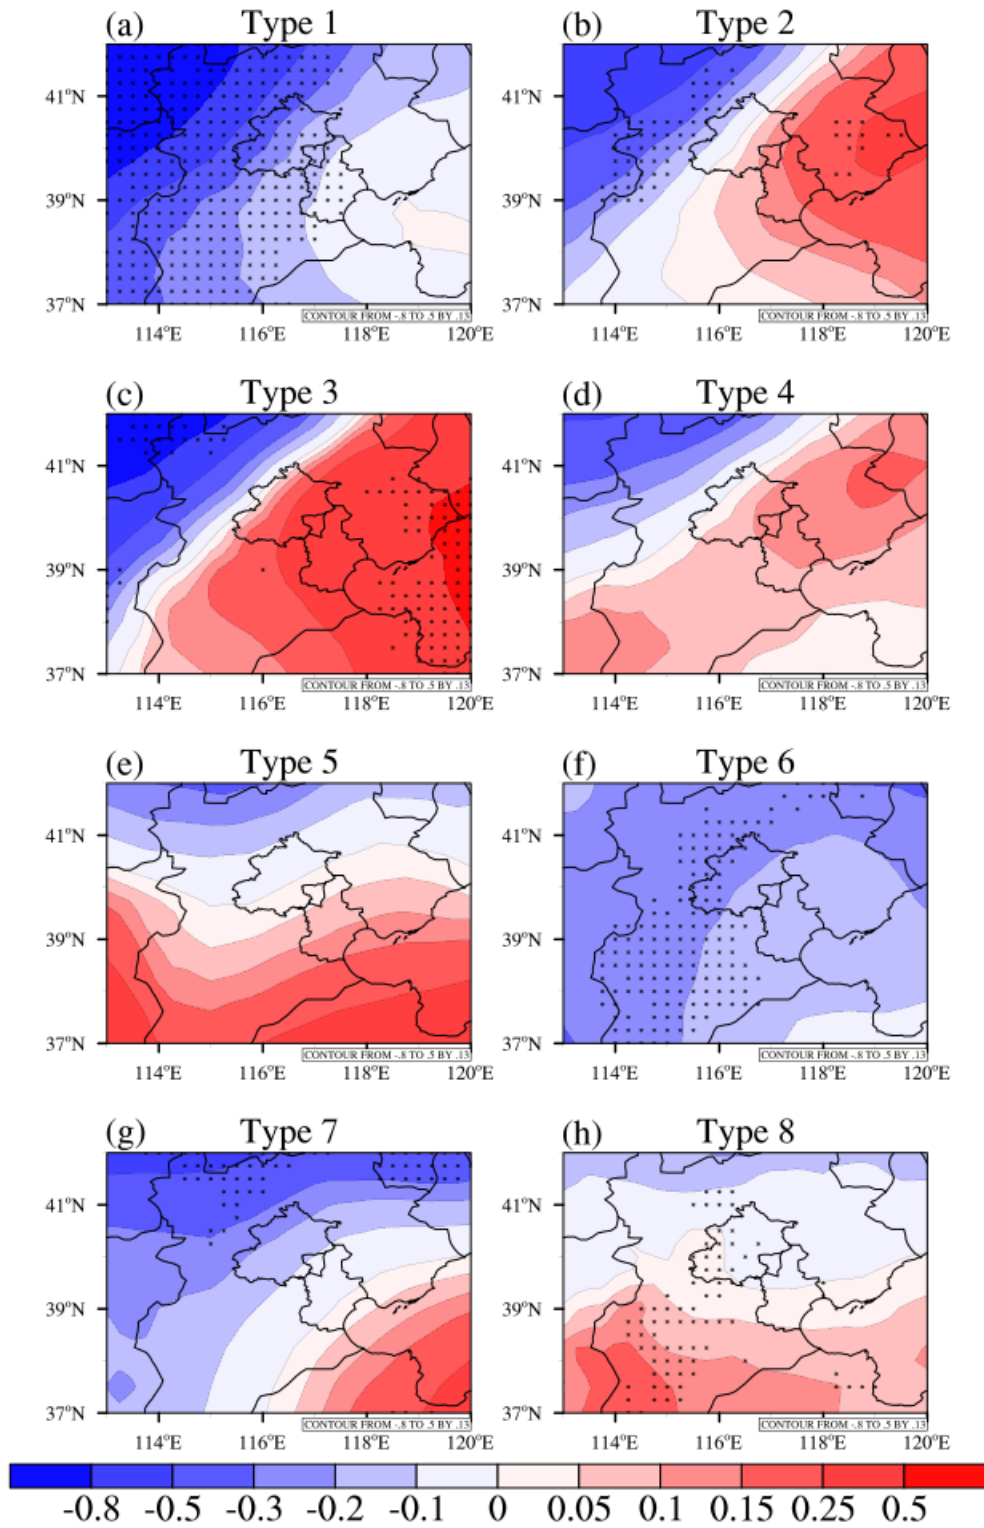 (a) Type 1
(b) Type 2
41°N
39°N
37°N
CONTOUR FROM -.8 TO .5 BY .13
114°E 116°E 118°E 120°E
41°N
39°N
37°N
CONTOUR FROM -.8 TO .5 BY .13
114°E 116°E 118°E 120°E
(c) Type 3
(d) Type 4
41°N
39°N
37°N
CONTOUR FROM -.8 TO .5 BY .13
114°E 116°E 118°E 120°E
41°N
39°N
37°N
CONTOUR FROM -.8 TO .5 BY .13
114°E 116°E 118°E 120°E
(e) Type 5
(f) Type 6
41°N
39°N
37°N
CONTOUR FROM -.8 TO .5 BY .13
114°E 116°E 118°E 120°E
41°N
39°N
37°N
CONTOUR FROM -.8 TO .5 BY .13
114°E 116°E 118°E 120°E
(g) Type 7
(h) Type 8
41°N
39°N
37°N
CONTOUR FROM -.8 TO .5 BY .13
114°E 116°E 118°E 120°E
41°N
39°N
37°N
CONTOUR FROM -.8 TO .5 BY .13
114°E 116°E 118°E 120°E
-0.8 -0.5 -0.3 -0.2 -0.1 0 0.05 0.1 0.15 0.25 0.5